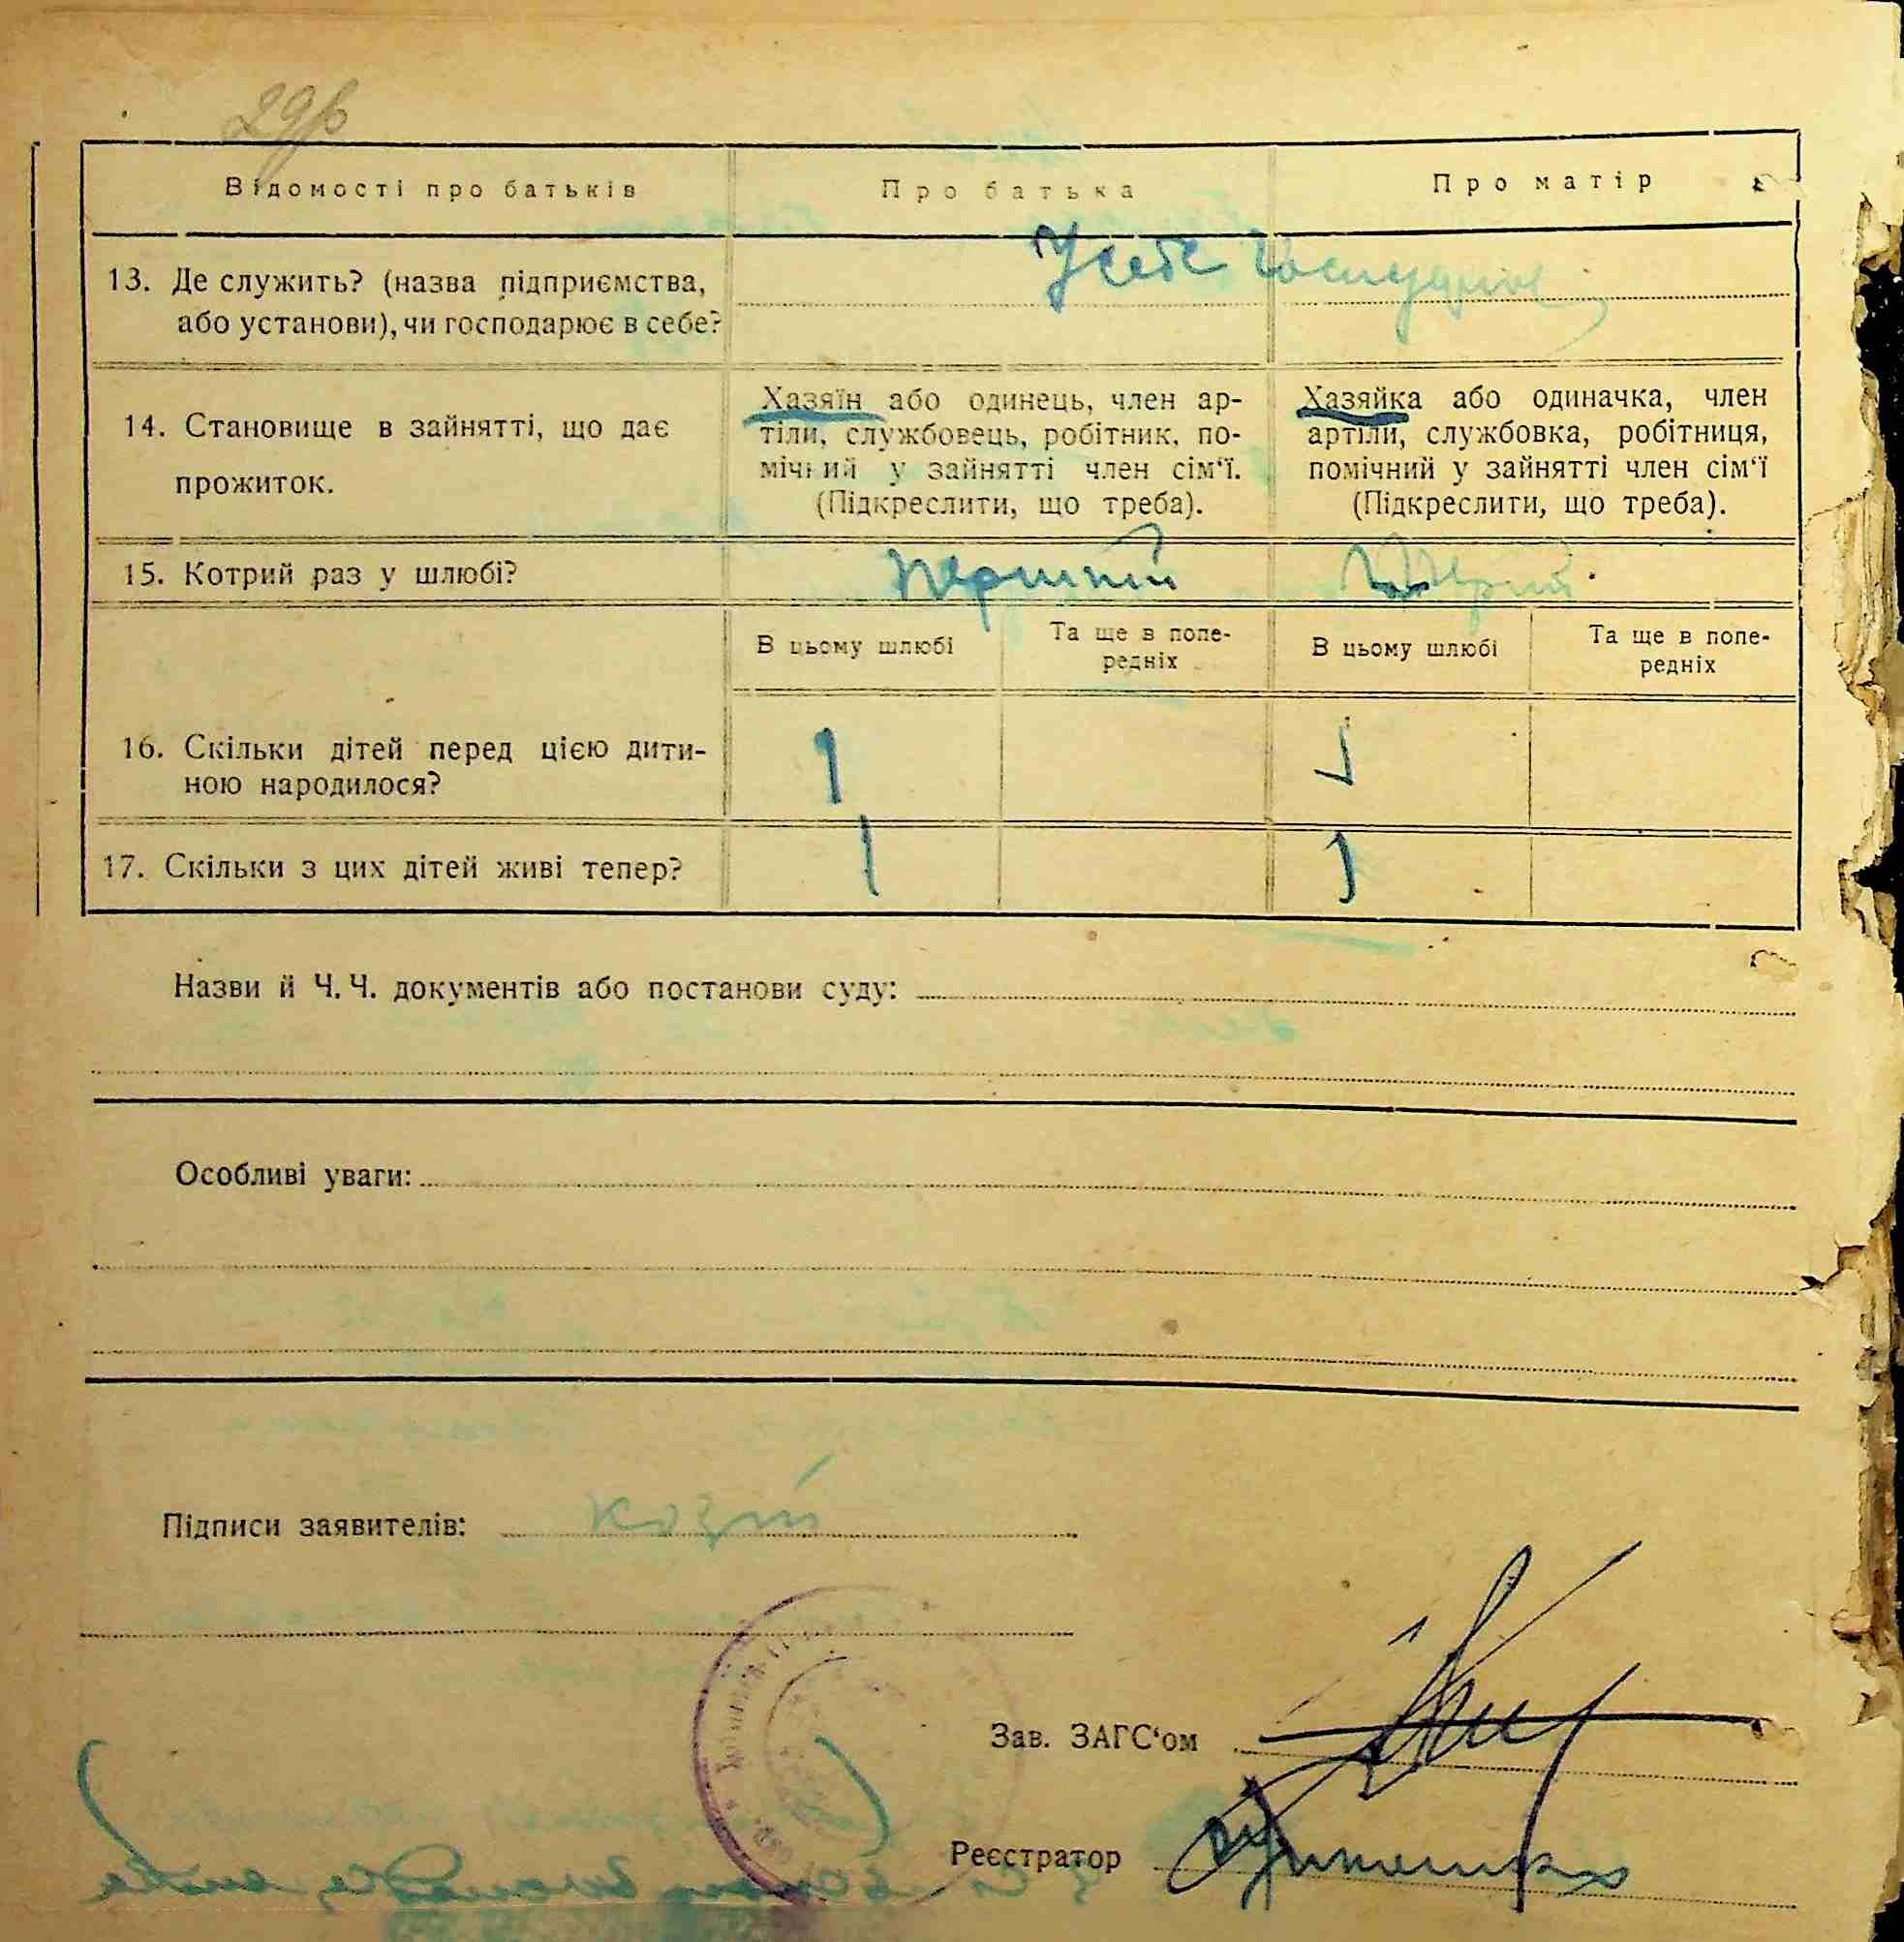 Відомості про батьків Про батька Про матір
У себе
13. Де служить? (назва підприємства,
або установи), чи господарює в себе?
14. Становище в зайнятті, що дає
прожиток.
Хазяїн або одинець, член ар-
тіли, службовець, робітник, по-
мічний у зайнятті член сім‘ї.
(Підкреслити, що треба).
Хазяйка або одиначка, член
артіли, службовка, робітниця,
помічний у зайнятті член сім‘ї
(Підкреслити, що треба).
15. Котрий раз у шлюбі?
В цьому шлюбі
Та ще в попе-
редніх
В цьому шлюбі
Та ще в попе-
редніх
16. Скільки дітей перед цією дити-
ною народилося?
1 1
17. Скільки з цих дітей живі тепер? 1 1
Назви й Ч. Ч. документів або постанови суду:
Особливі уваги:
Підписи заявителів: Козій
Зав. ЗАГС‘ом
Реєстратор